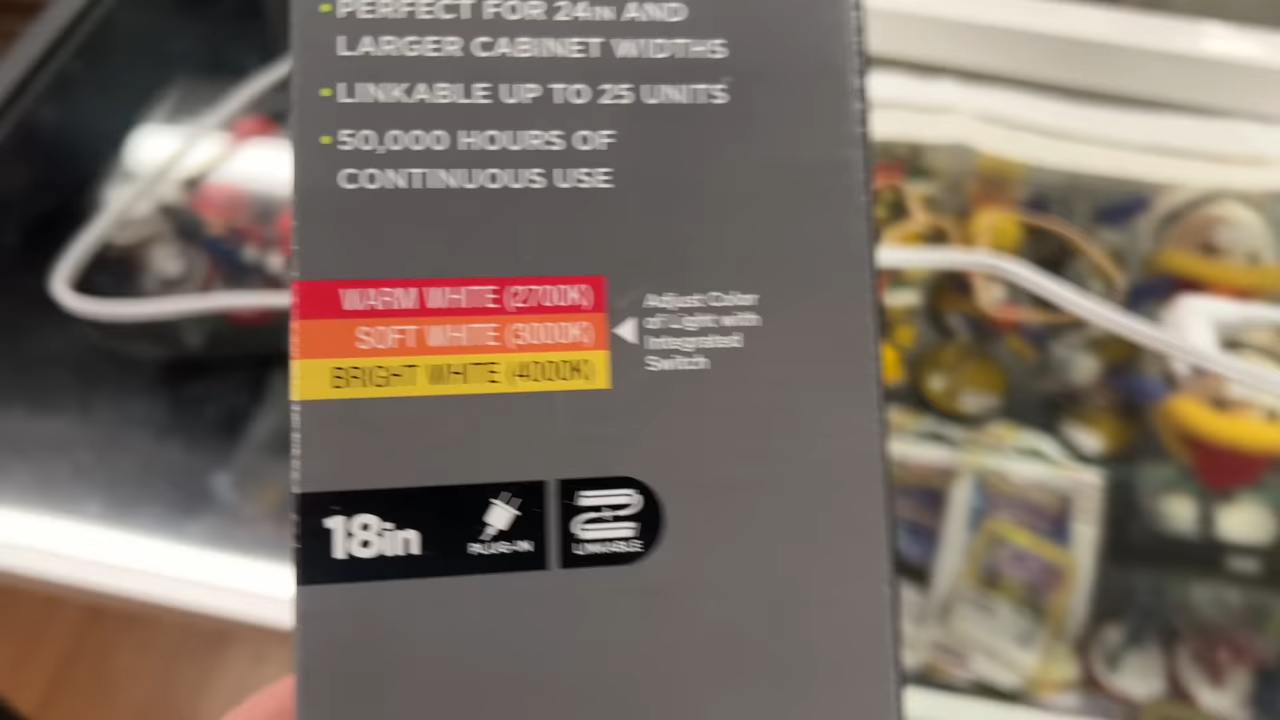 • PERFECT FOR 24IN AND
LARGER CABINET WIDTHS
• LINKABLE UP TO 25 UNITS
• 50,000 HOURS OF
CONTINUOUS USE
WARM WHITE (2700K)
SOFT WHITE (3000K)
BRIGHT WHITE (4000K)
Adjust Color
of Light with
Integrated
Switch
18in
PLUG-IN
LINKABLE